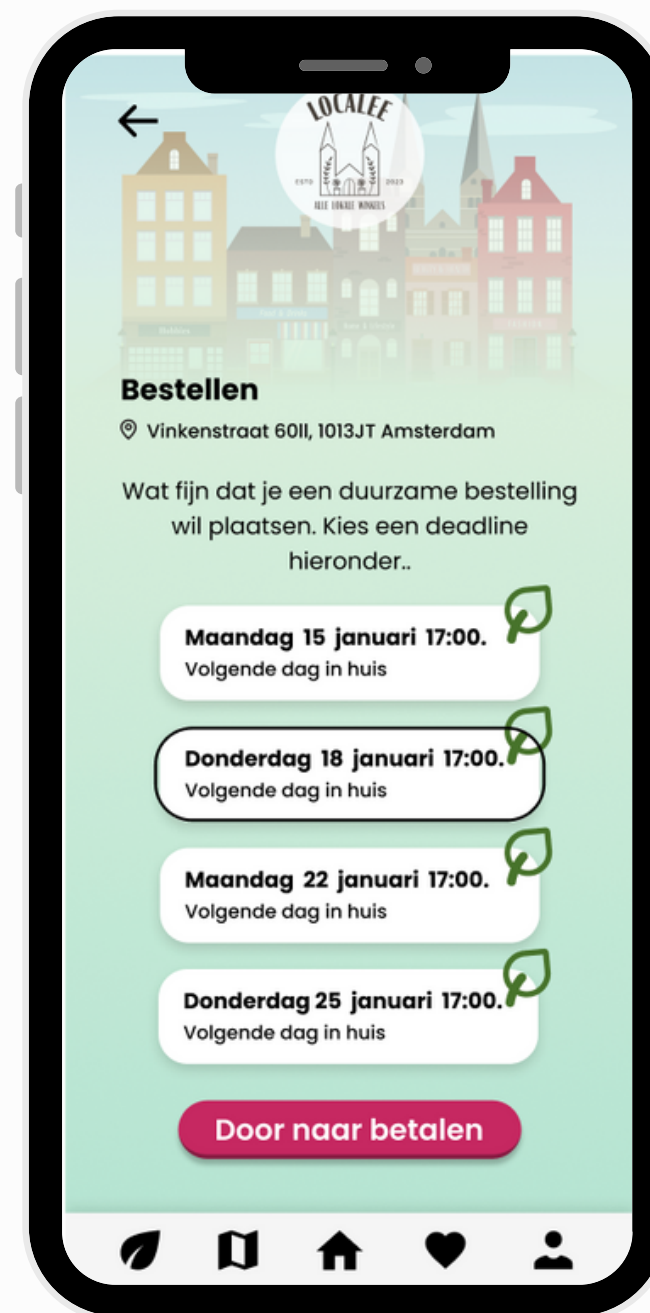 LOCALEE
ESTD 2023
ALLE LOKALE WINKELS
Bestellen
Vinkenstraat 60II, 1013JT Amsterdam
Wat fijn dat je een duurzame bestelling
wil plaatsen. Kies een deadline
hieronder..
Maandag 15 januari 17:00.
Volgende dag in huis
Donderdag 18 januari 17:00.
Volgende dag in huis
Maandag 22 januari 17:00.
Volgende dag in huis
Donderdag 25 januari 17:00.
Volgende dag in huis
Door naar betalen